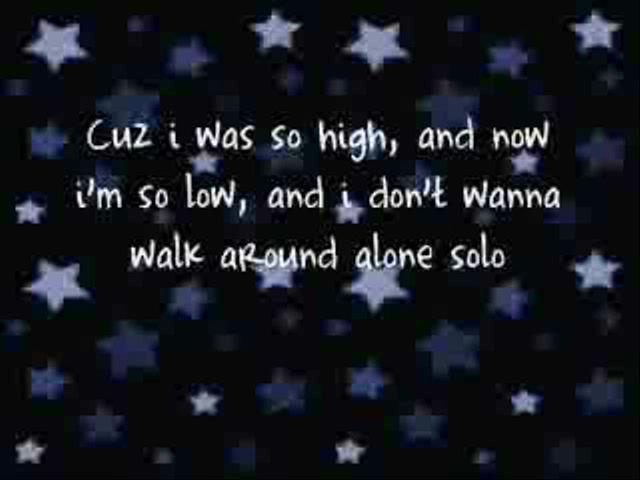 Cuz i was so high, and now
i'm so low, and i don't wanna
walk around alone solo